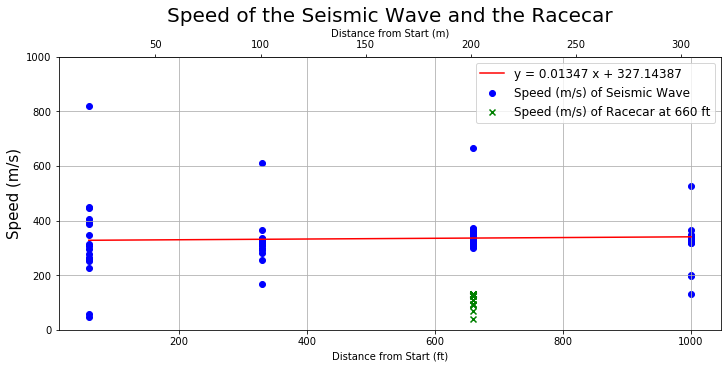 Speed of the Seismic Wave and the Racecar
Distance from Start (m)
50 100 150 200 250 300
1000
800
600
400
200
0
Speed (m/s)
y = 0.01347 x + 327.14387
Speed (m/s) of Seismic Wave
Speed (m/s) of Racecar at 660 ft
200 400 600 800 1000
Distance from Start (ft)